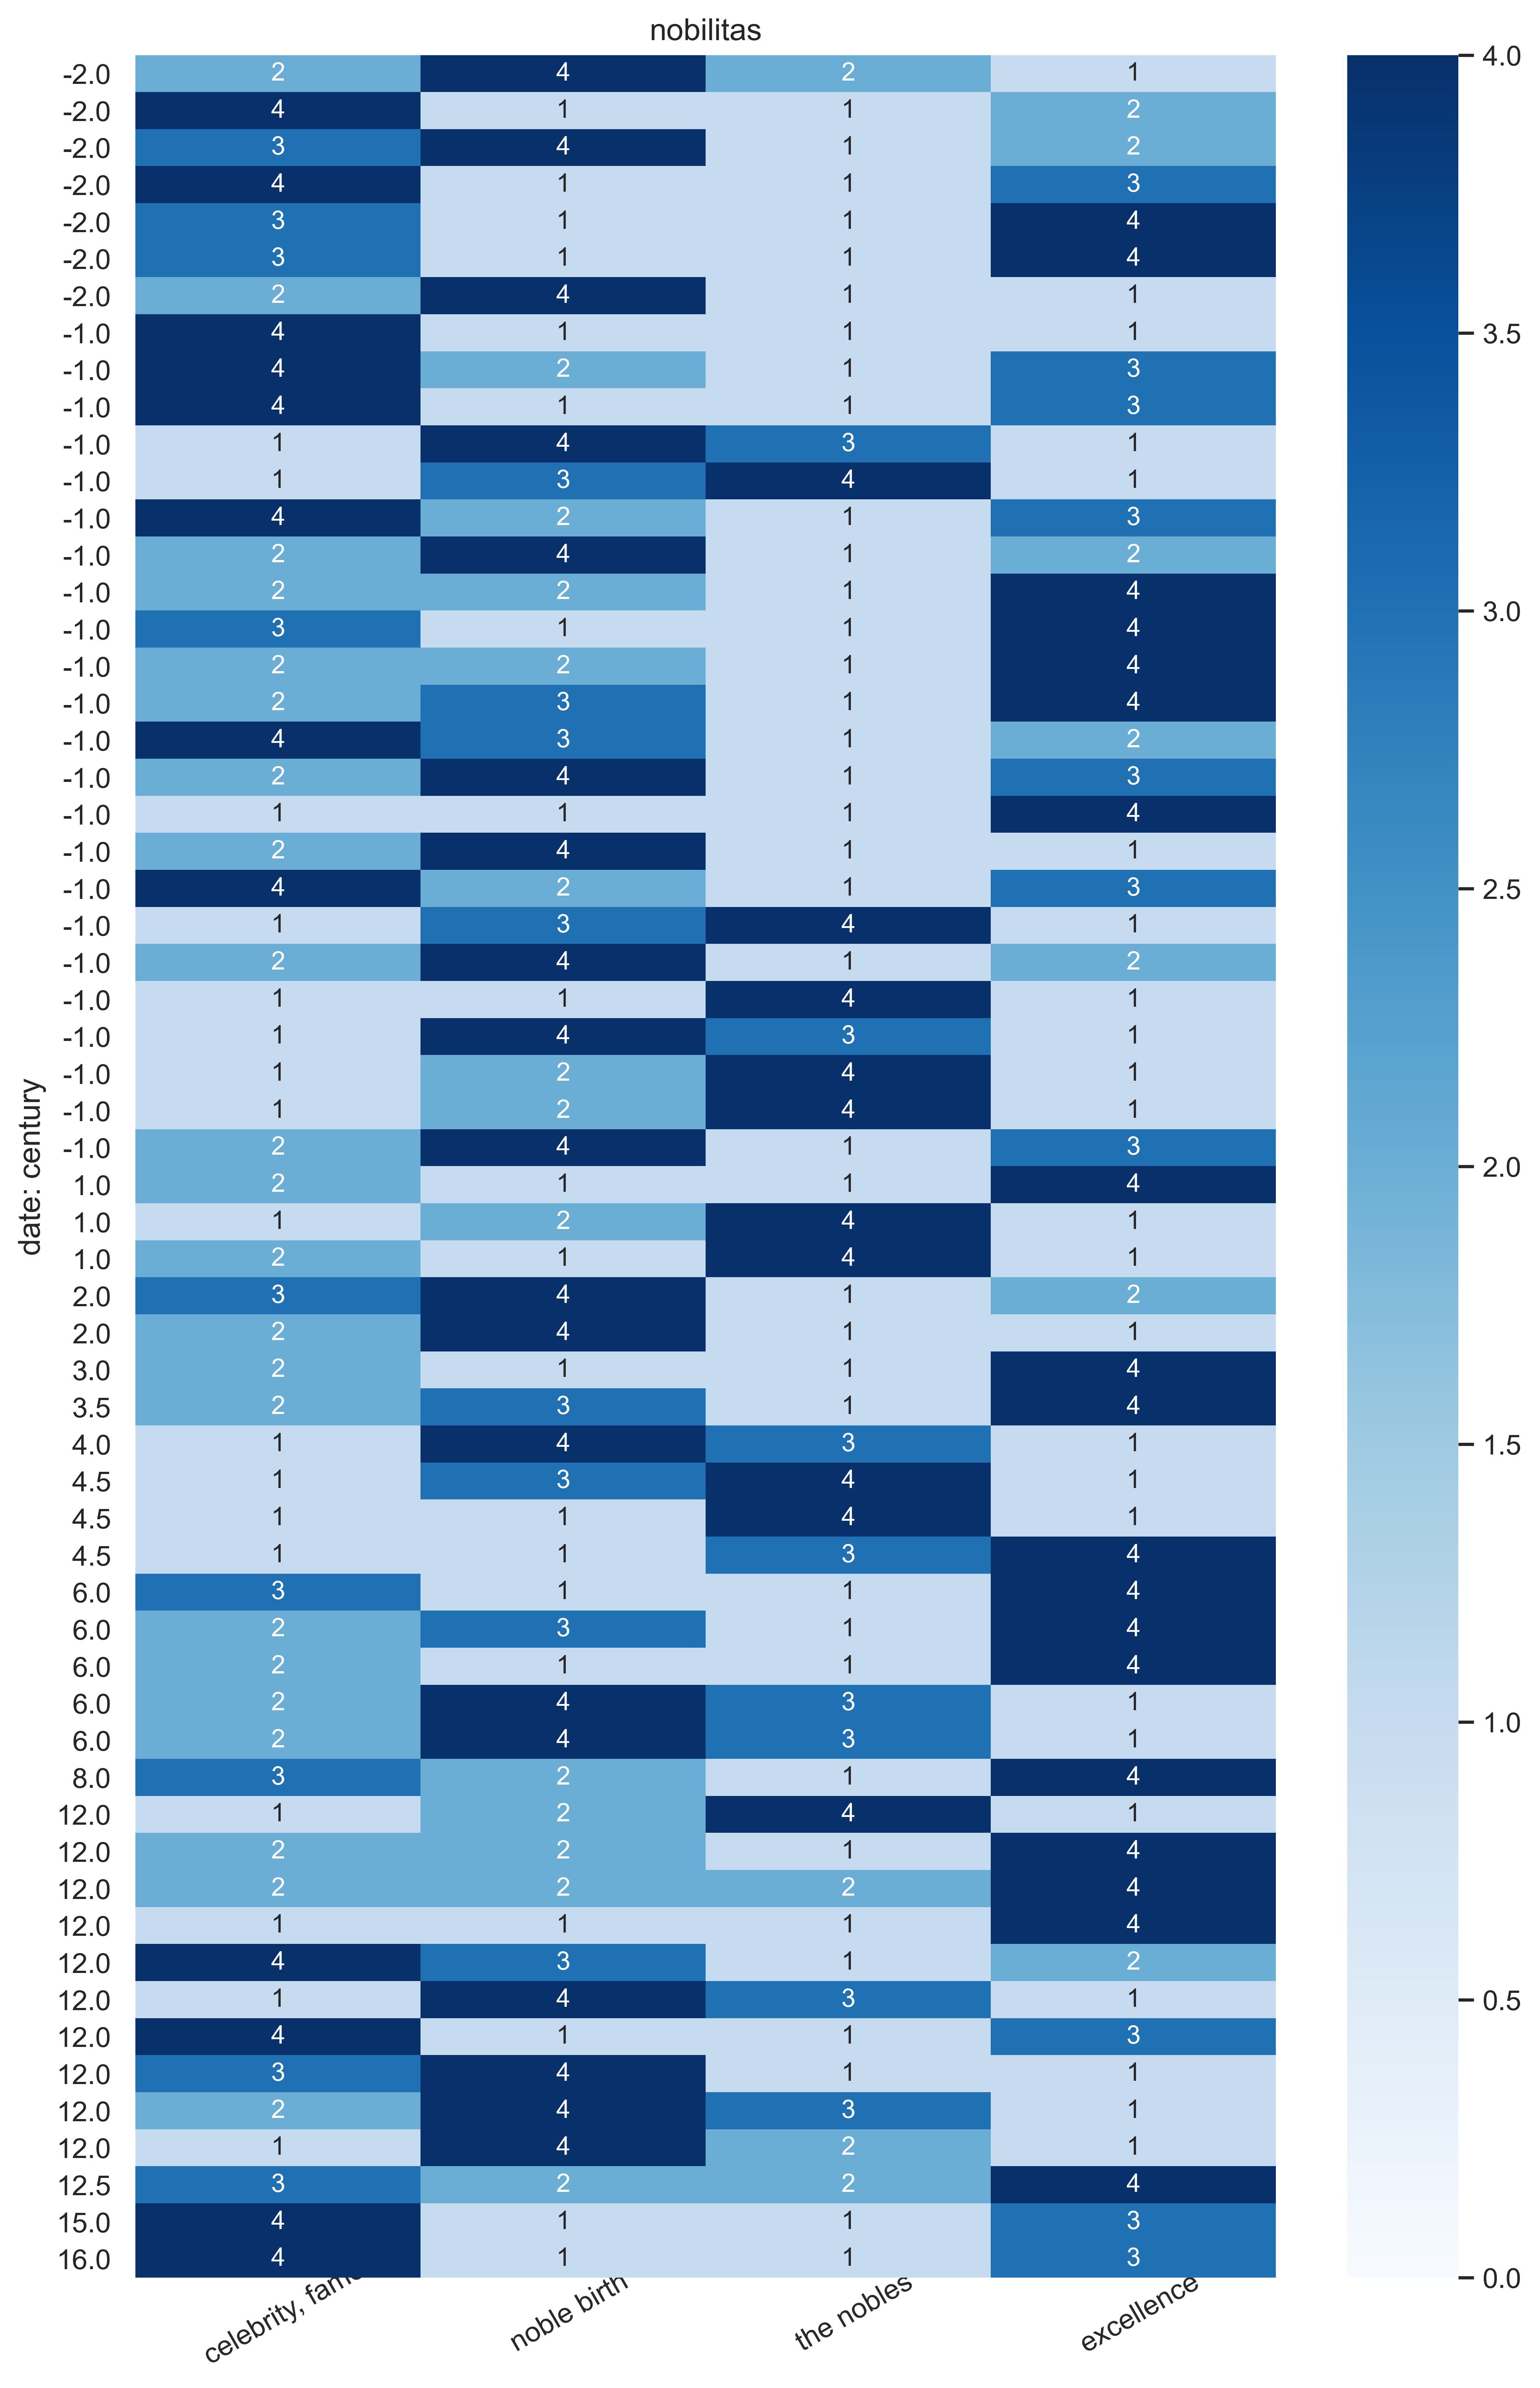 nobilitas
-2.0 2 4 2 1
-2.0 4 1 1 2
-2.0 3 4 1 2
-2.0 4 1 1 3
-2.0 3 1 1 4
-2.0 3 1 1 4
-2.0 2 4 1 1
-1.0 4 1 1 1
-1.0 4 2 1 3
-1.0 4 1 1 3
-1.0 1 4 3 1
-1.0 1 3 4 1
-1.0 4 2 1 3
-1.0 2 4 1 2
-1.0 2 2 1 4
-1.0 3 1 1 4
-1.0 2 2 1 4
-1.0 2 3 1 4
-1.0 4 3 1 2
-1.0 2 4 1 3
-1.0 1 1 1 4
-1.0 2 4 1 1
-1.0 4 2 1 3
-1.0 1 3 4 1
-1.0 2 4 1 2
-1.0 1 1 4 1
-1.0 1 4 3 1
-1.0 1 2 4 1
-1.0 1 2 4 1
-1.0 2 4 1 3
1.0 2 1 1 4
1.0 1 2 4 1
1.0 2 1 4 1
2.0 3 4 1 2
2.0 2 4 1 1
3.0 2 1 1 4
3.5 2 3 1 4
4.0 1 4 3 1
4.5 1 3 4 1
4.5 1 1 4 1
4.5 1 1 3 4
6.0 3 1 1 4
6.0 2 3 1 4
6.0 2 1 1 4
6.0 2 4 3 1
6.0 2 4 3 1
8.0 3 2 1 4
12.0 1 2 4 1
12.0 2 2 1 4
12.0 2 2 2 4
12.0 1 1 1 4
12.0 4 3 1 2
12.0 1 4 3 1
12.0 4 1 1 3
12.0 3 4 1 1
12.0 2 4 3 1
12.0 1 4 2 1
12.5 3 2 2 4
15.0 4 1 1 3
16.0 4 1 1 3
date: century
celebrity, fame
noble birth
the nobles
excellence
4.0
3.5
3.0
2.5
2.0
1.5
1.0
0.5
0.0